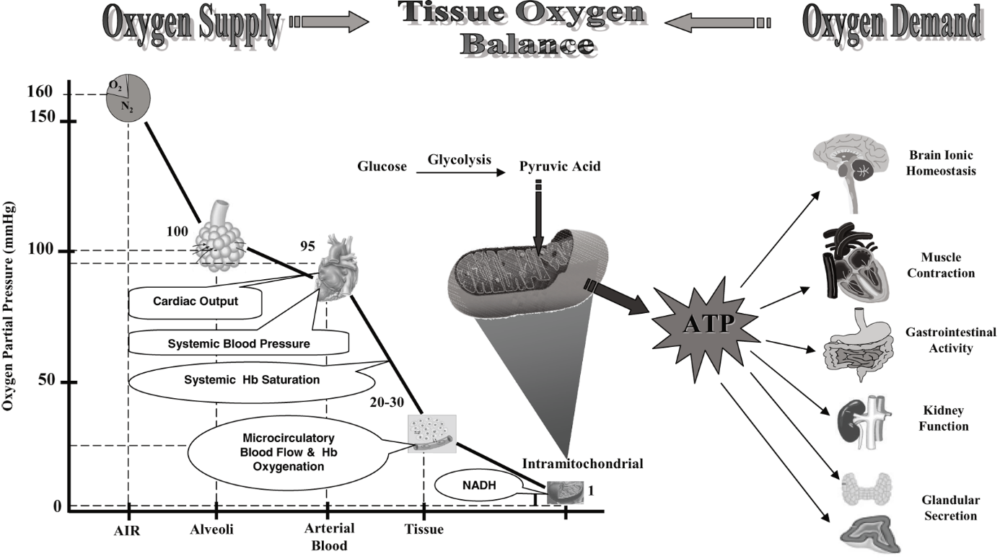 Oxygen Supply
Tissue Oxygen
Balance
Oxygen Demand
Oxygen Partial Pressure (mmHg)
160
150
100
50
0
O2
N2
100
95
20-30
1
Cardiac Output
Systemic Blood Pressure
Systemic Hb Saturation
Microcirculatory
Blood Flow & Hb
Oxygenation
NADH
Intramitochondrial
AIR
Alveoli
Arterial
Blood
Tissue
Glucose
Glycolysis
Pyruvic Acid
ATP
Brain Ionic
Homeostasis
Muscle
Contraction
Gastrointestinal
Activity
Kidney
Function
Glandular
Secretion